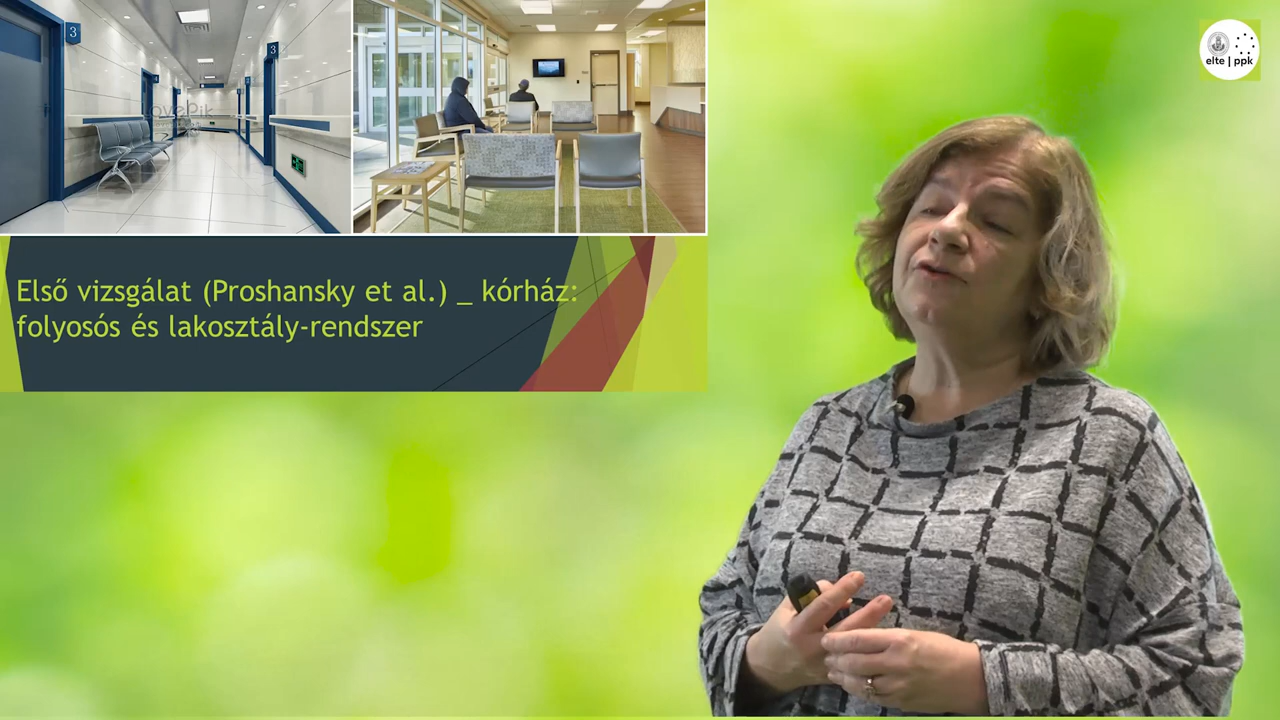 3
3
elte | ppk
Első vizsgálat (Proshansky et al.) _ kórház:
folyosós és lakosztály-rendszer